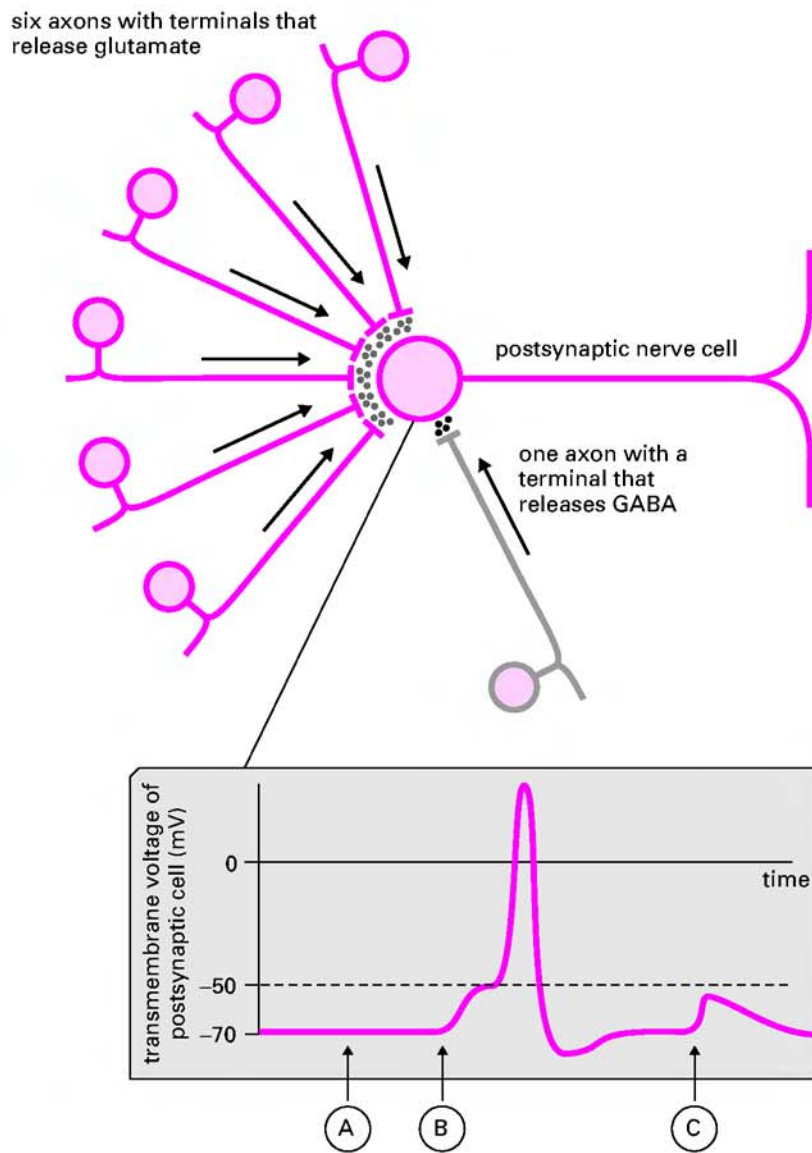 six axons with terminals that
release glutamate
postsynaptic nerve cell
one axon with a
terminal that
releases GABA
transmembrane voltage of
postsynaptic cell (mV)
0
time
–50
–70
A
B
C